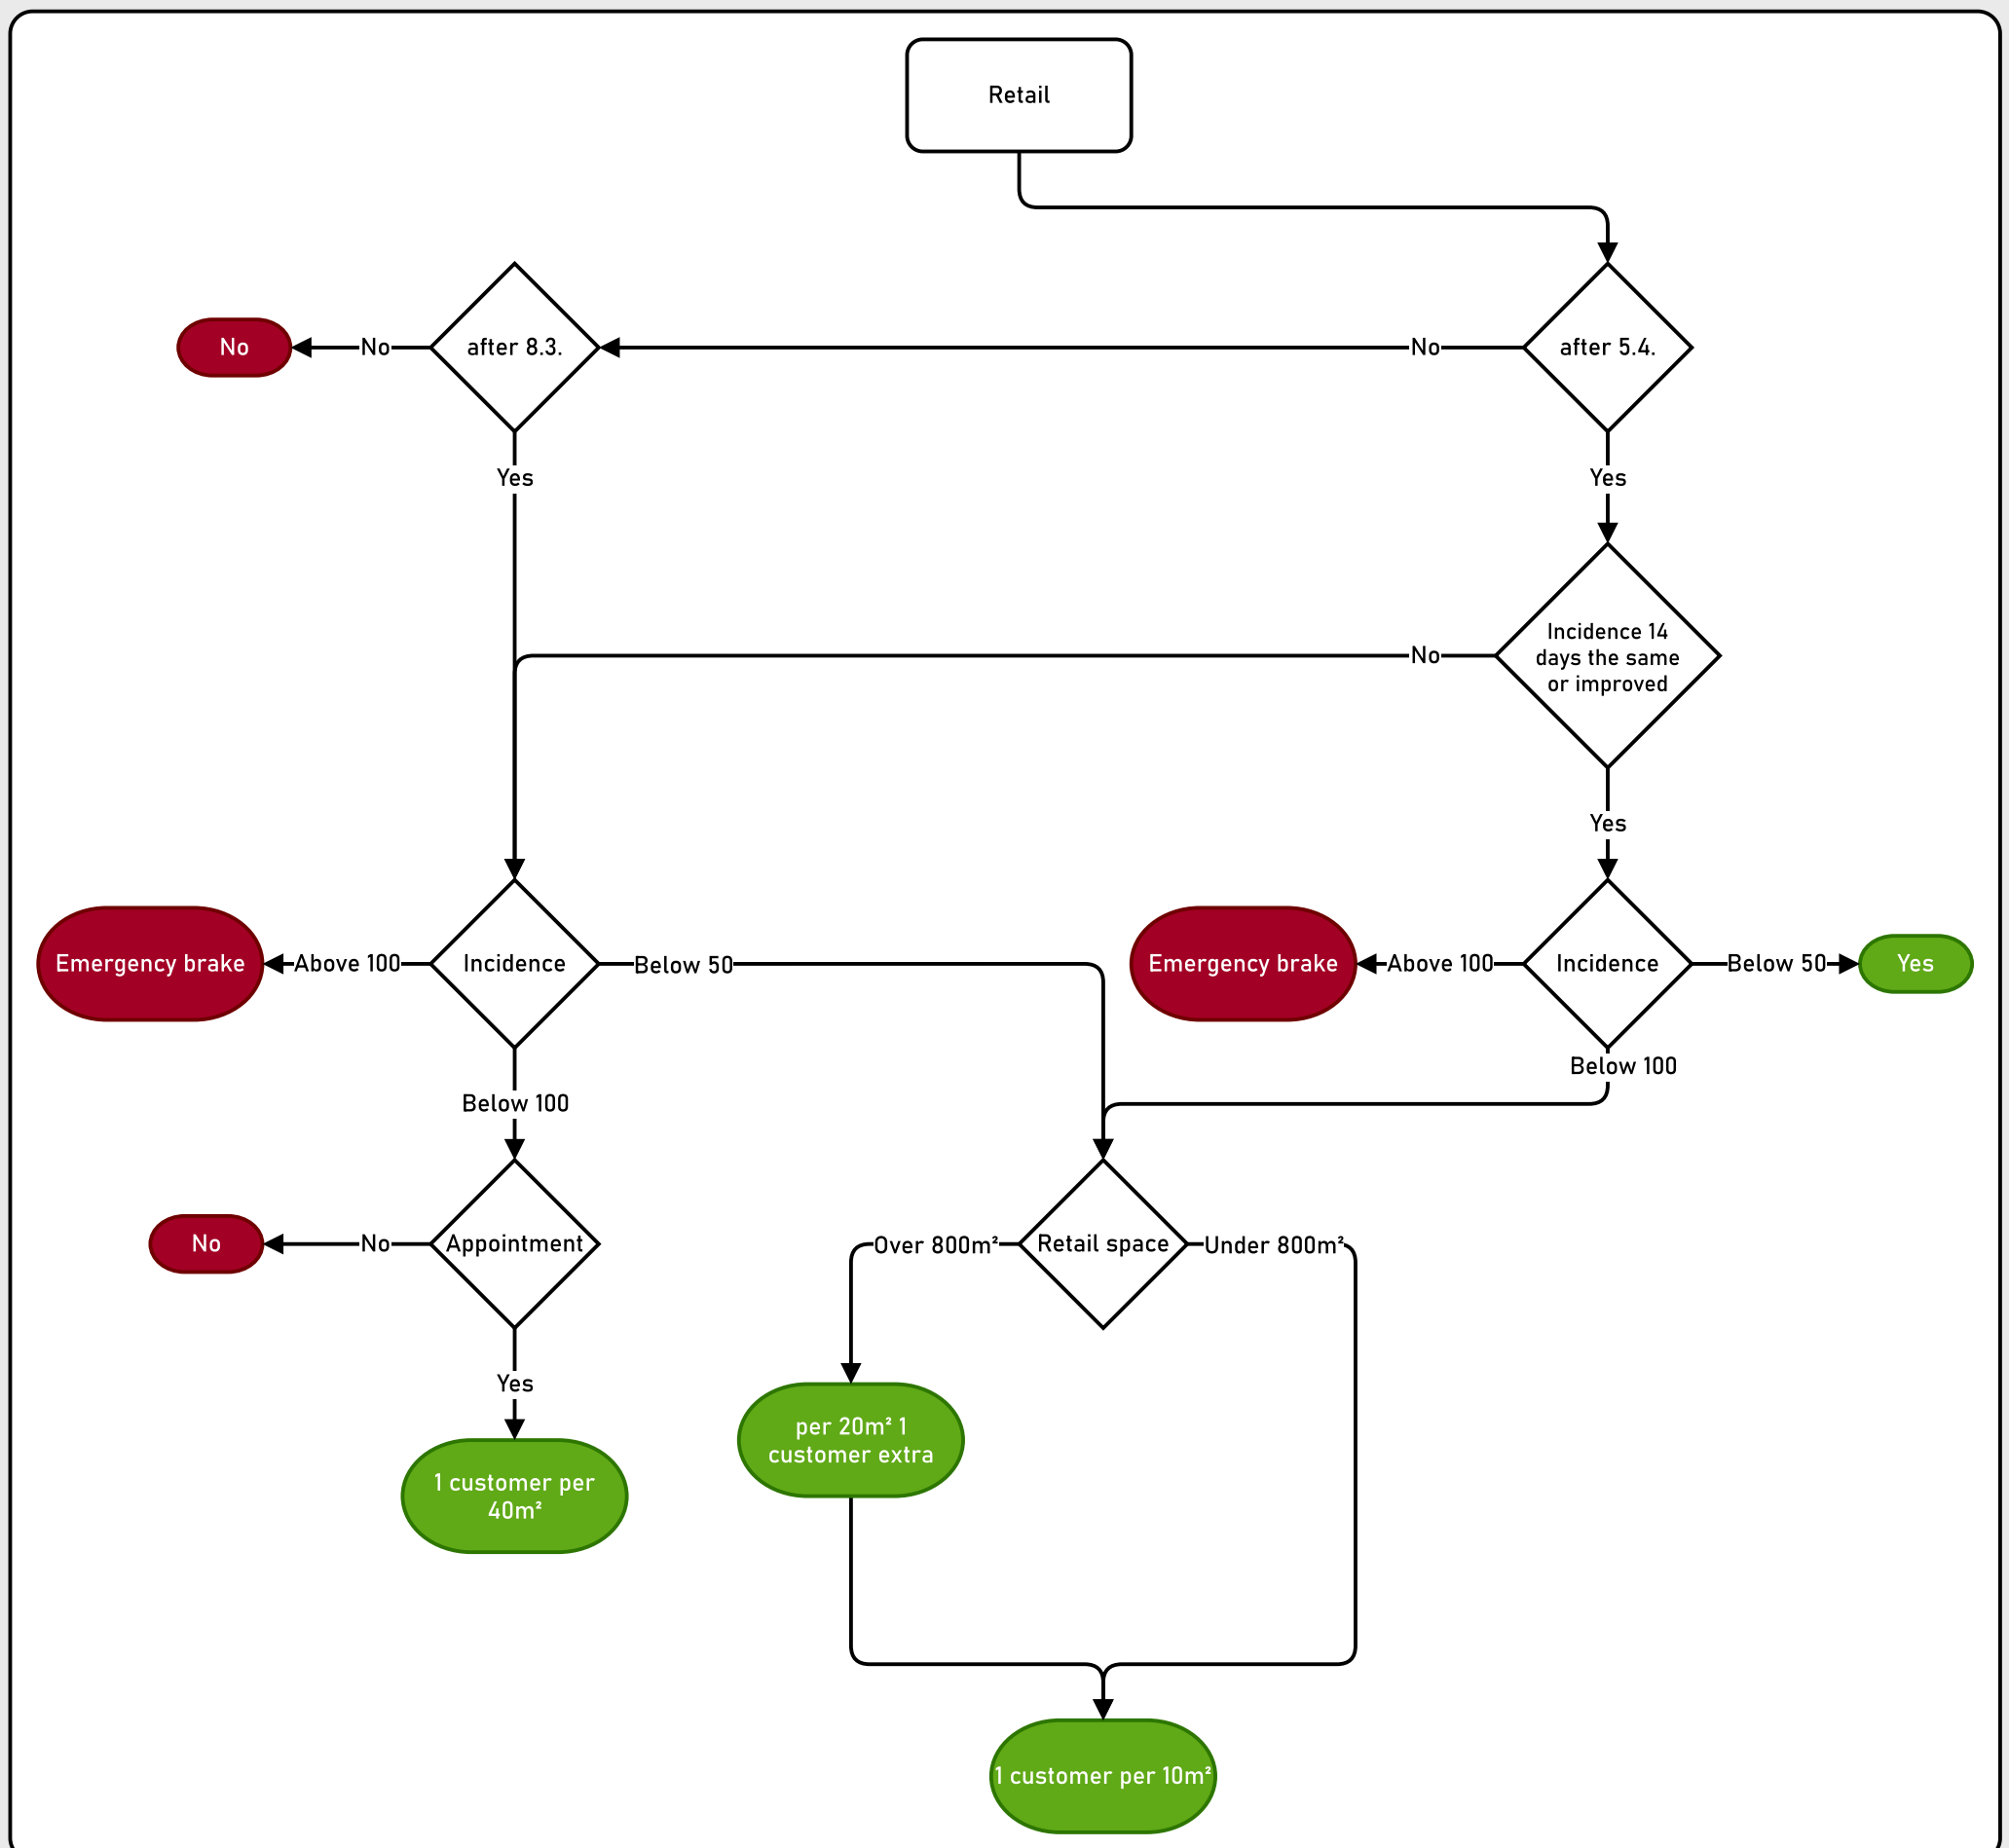 Retail
No
No
after 8.3.
No
after 5.4.
Yes
Yes
No
Incidence 14
days the same
or improved
Yes
Emergency brake
Above 100
Incidence
Below 50
Emergency brake
Above 100
Incidence
Below 50
Yes
Below 100
Below 100
No
No
Appointment
Over 800m²
Retail space
Under 800m²
Yes
per 20m² 1
customer extra
1 customer per
40m²
1 customer per 10m²